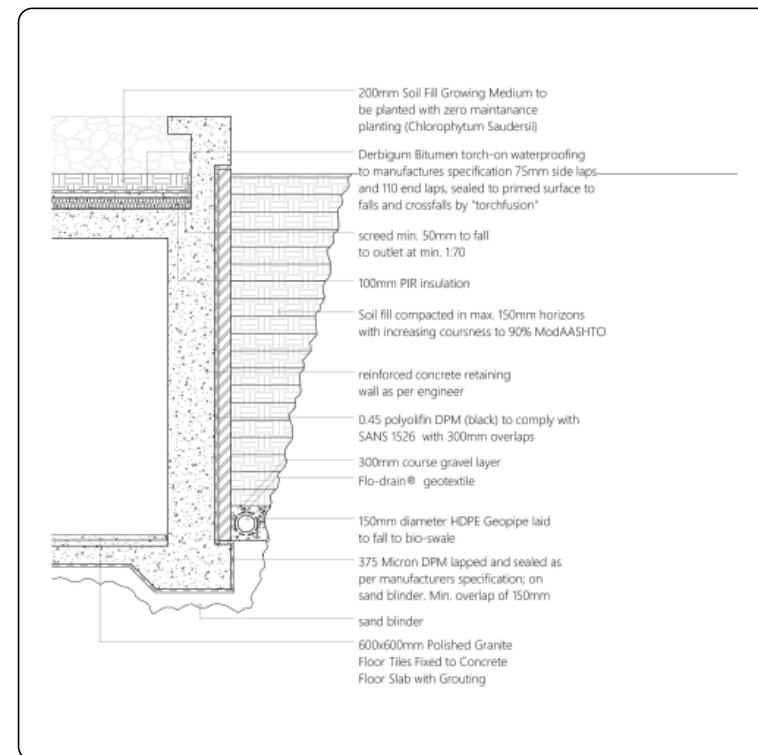 200mm Soil Fill Growing Medium to
be planted with zero maintanance
planting (Chlorophytum Saudersii)
Derbigum Bitumen torch-on waterproofing
to manufactures specification 75mm side laps
and 110 end laps, sealed to primed surface to
falls and crossfalls by "torchfusion"
screed min. 50mm to fall
to outlet at min. 1:70
100mm PIR insulation
Soil fill compacted in max. 150mm horizons
with increasing coursness to 90% ModAASHTO
reinforced concrete retaining
wall as per engineer
0.45 polyolifin DPM (black) to comply with
SANS 1526 with 300mm overlaps
300mm course gravel layer
Flo-drain® geotextile
150mm diameter HDPE Geopipe laid
to fall to bio-swale
375 Micron DPM lapped and sealed as
per manufacturers specification; on
sand blinder. Min. overlap of 150mm
sand blinder
600x600mm Polished Granite
Floor Tiles Fixed to Concrete
Floor Slab with Grouting